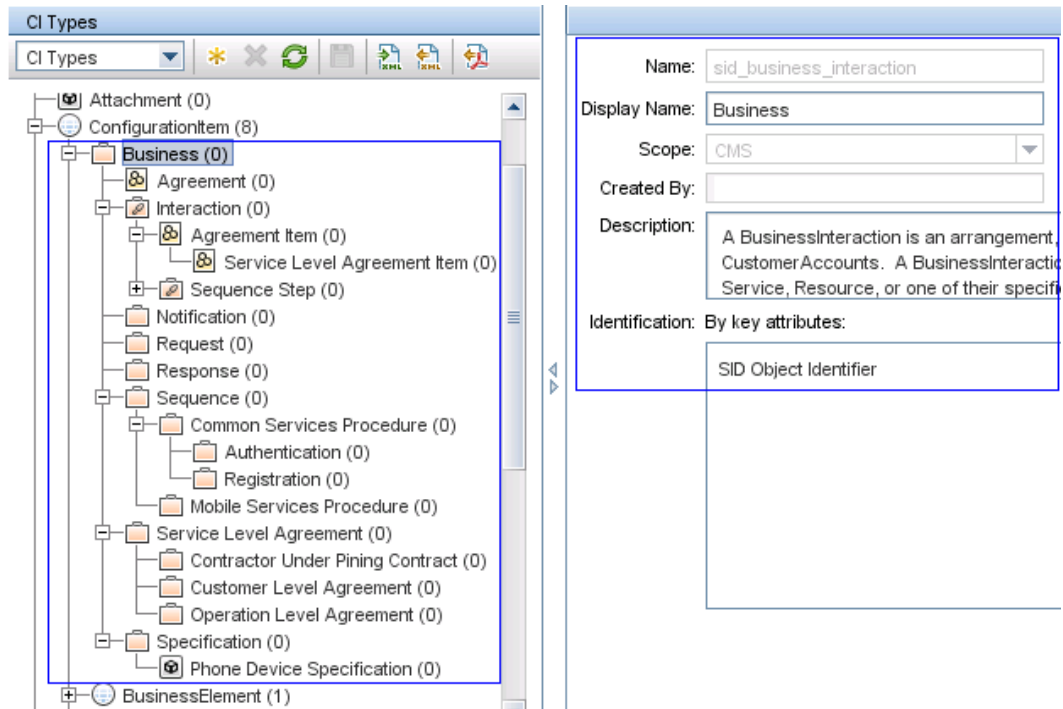 CI Types
CI Types
XML
XML
Attachment (0)
ConfigurationItem (8)
Business (0)
Agreement (0)
Interaction (0)
Agreement Item (0)
Service Level Agreement Item (0)
Sequence Step (0)
Notification (0)
Request (0)
Response (0)
Sequence (0)
Common Services Procedure (0)
Authentication (0)
Registration (0)
Mobile Services Procedure (0)
Service Level Agreement (0)
Contractor Under Pining Contract (0)
Customer Level Agreement (0)
Operation Level Agreement (0)
Specification (0)
Phone Device Specification (0)
BusinessElement (1)
Name: sid_business_interaction
Display Name: Business
Scope: CMS
Created By:
Description: A BusinessInteraction is an arrangement,
CustomerAccounts. A BusinessInteractio
Service, Resource, or one of their specifi
Identification: By key attributes:
SID Object Identifier